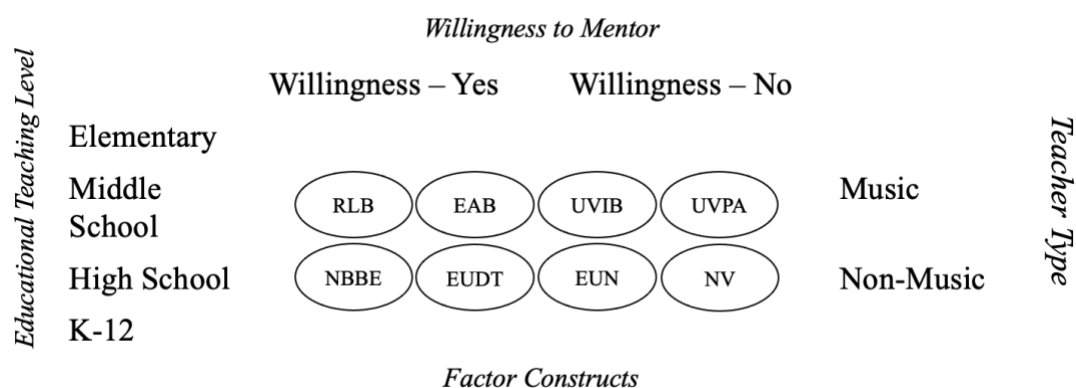 Willingness to Mentor
Willingness – Yes
Willingness – No
Educational Teaching Level
Elementary
Middle
School
High School
K-12
RLB
EAB
UVIB
UVPA
NBBE
EUDT
EUN
NV
Music
Non-Music
Teacher Type
Factor Constructs